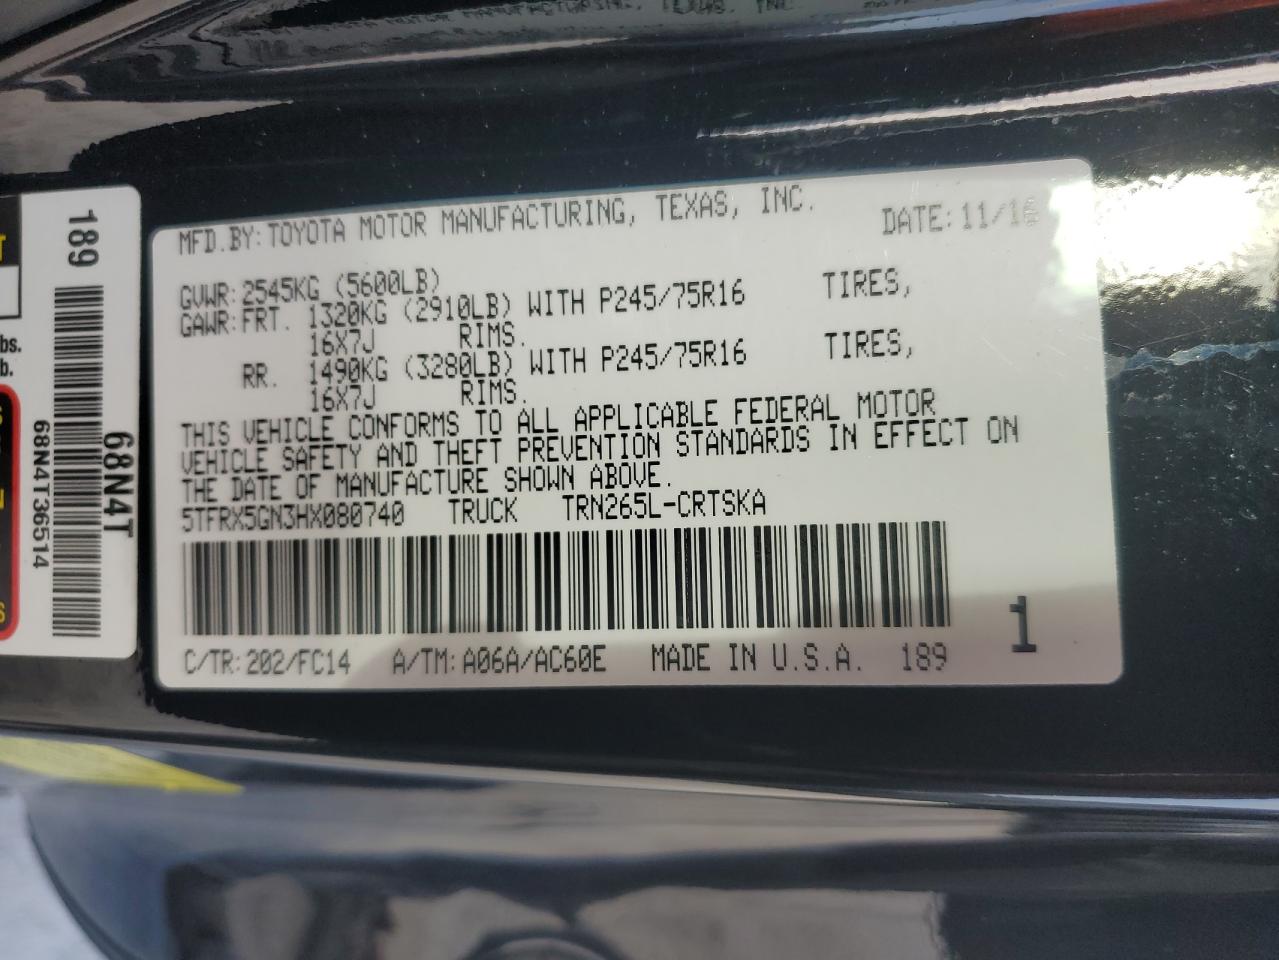 MFD.BY:TOYOTA MOTOR MANUFACTURING, TEXAS, INC. DATE:11/16
GVWR:2545KG (5600LB)
GAWR:FRT. 1320KG (2910LB) WITH P245/75R16 TIRES,
16X7J RIMS.
RR. 1490KG (3280LB) WITH P245/75R16 TIRES,
16X7J RIMS.
THIS VEHICLE CONFORMS TO ALL APPLICABLE FEDERAL MOTOR
VEHICLE SAFETY AND THEFT PREVENTION STANDARDS IN EFFECT ON
THE DATE OF MANUFACTURE SHOWN ABOVE.
5TFRX5GN3HX080740 TRUCK TRN265L-CRTSKA
C/TR:202/FC14 A/TM:A06A/AC60E MADE IN U.S.A. 189
1
189
68N4T
68N4T36514
lbs.